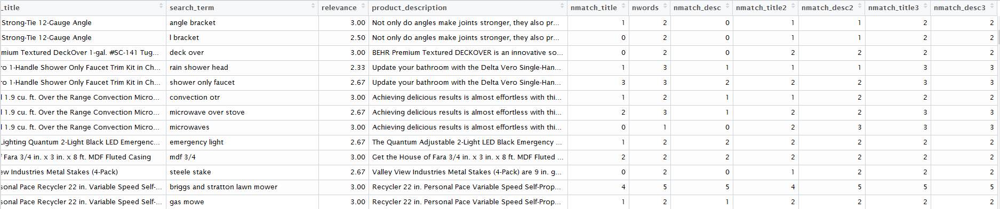 _title search_term relevance product_description nmatch_title nwords nmatch_desc nmatch_title2 nmatch_desc2 nmatch_title3 nmatch_desc3
Strong-Tie 12-Gauge Angle angle bracket 3.00 Not only do angles make joints stronger, they also pr... 1 2 0 1 1 2 2
Strong-Tie 12-Gauge Angle l bracket 2.50 Not only do angles make joints stronger, they also pr... 0 2 0 1 1 2 2
mium Textured DeckOver 1-gal. #SC-141 Tug... deck over 3.00 BEHR Premium Textured DECKOVER is an innovative so... 0 2 0 2 2 2 2
ro 1-Handle Shower Only Faucet Trim Kit in Ch... rain shower head 2.33 Update your bathroom with the Delta Vero Single-Han... 1 3 1 1 1 3 3
ro 1-Handle Shower Only Faucet Trim Kit in Ch... shower only faucet 2.67 Update your bathroom with the Delta Vero Single-Han... 3 3 2 2 2 3 3
l 1.9 cu. ft. Over the Range Convection Micro... convection otr 3.00 Achieving delicious results is almost effortless with thi... 1 2 1 1 2 2 2
l 1.9 cu. ft. Over the Range Convection Micro... microwave over stove 2.67 Achieving delicious results is almost effortless with thi... 2 3 1 2 2 3 3
l 1.9 cu. ft. Over the Range Convection Micro... microwaves 3.00 Achieving delicious results is almost effortless with thi... 0 1 0 2 3 3 3
Lighting Quantum 2-Light Black LED Emergenc... emergency light 2.67 The Quantum Adjustable 2-Light LED Black Emergency ... 1 2 2 2 2 2 2
f Fara 3/4 in. x 3 in. x 8 ft. MDF Fluted Casing mdf 3/4 3.00 Get the House of Fara 3/4 in. x 3 in. x 8 ft. MDF Fluted ... 2 2 2 2 2 2 2
ew Industries Metal Stakes (4-Pack) steele stake 2.67 Valley View Industries Metal Stakes (4-Pack) are 9 in. g... 0 2 0 1 2 2 2
sonal Pace Recycler 22 in. Variable Speed Self-... briggs and stratton lawn mower 3.00 Recycler 22 in. Personal Pace Variable Speed Self-Prop... 4 5 5 4 5 5 5
sonal Pace Recycler 22 in. Variable Speed Self-... gas mowe 3.00 Recycler 22 in. Personal Pace Variable Speed Self-Prop... 1 2 1 2 2 2 2